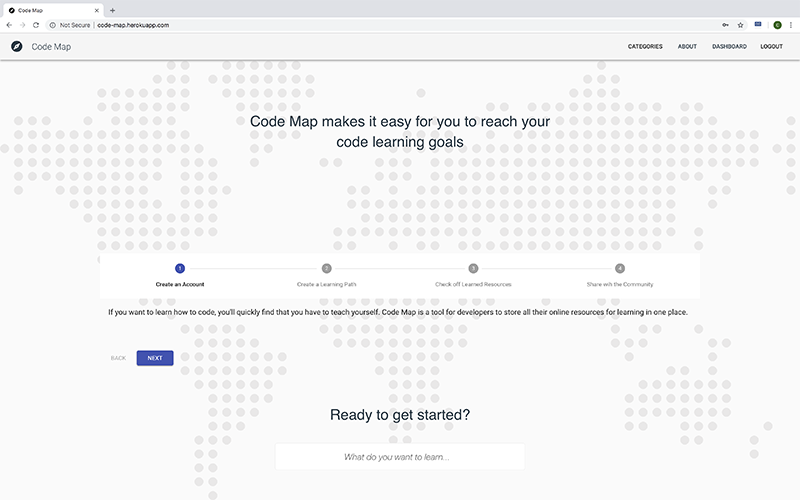 Code Map
Not Secure | code-map.herokuapp.com
C
Code Map
CATEGORIES
ABOUT
DASHBOARD
LOGOUT
Code Map makes it easy for you to reach your
code learning goals
1
2
3
4
Create an Account
Create a Learning Path
Check off Learned Resources
Share wih the Community
If you want to learn how to code, you'll quickly find that you have to teach yourself. Code Map is a tool for developers to store all their online resources for learning in one place.
BACK
NEXT
Ready to get started?
What do you want to learn...